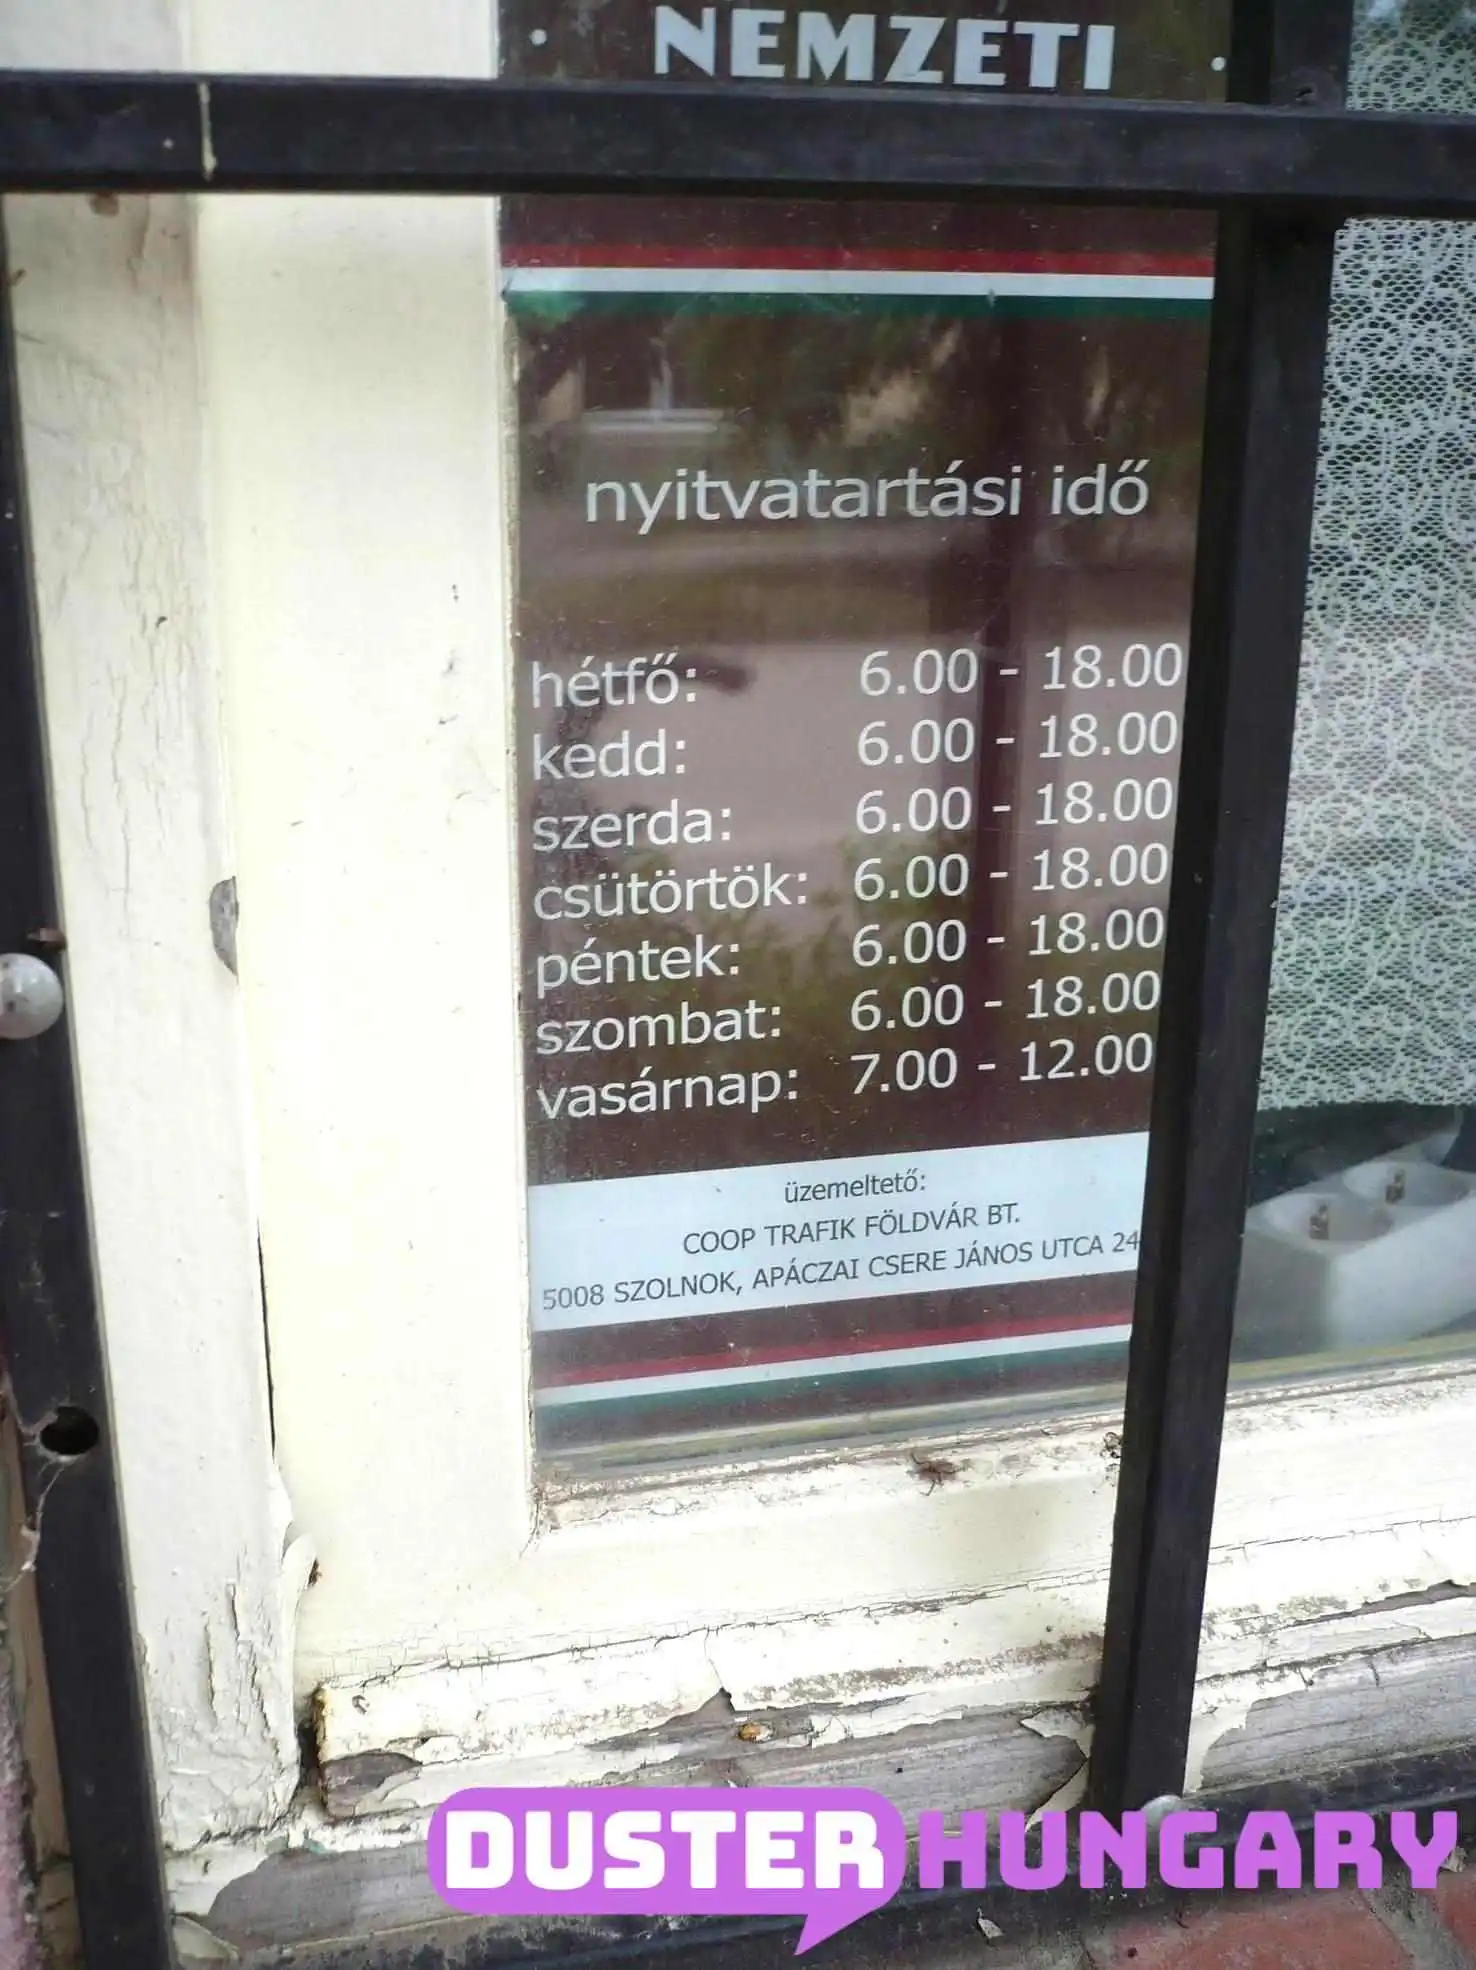 NEMZETI
nyitvatartási idő
hétfő: 6.00 - 18.00
kedd: 6.00 - 18.00
szerda: 6.00 - 18.00
csütörtök: 6.00 - 18.00
péntek: 6.00 - 18.00
szombat: 6.00 - 18.00
vasárnap: 7.00 - 12.00
üzemeltető:
COOP TRAFIK FÖLDVÁR BT.
5008 SZOLNOK, APÁCZAI CSERE JÁNOS UTCA 24
DUSTER HUNGARY